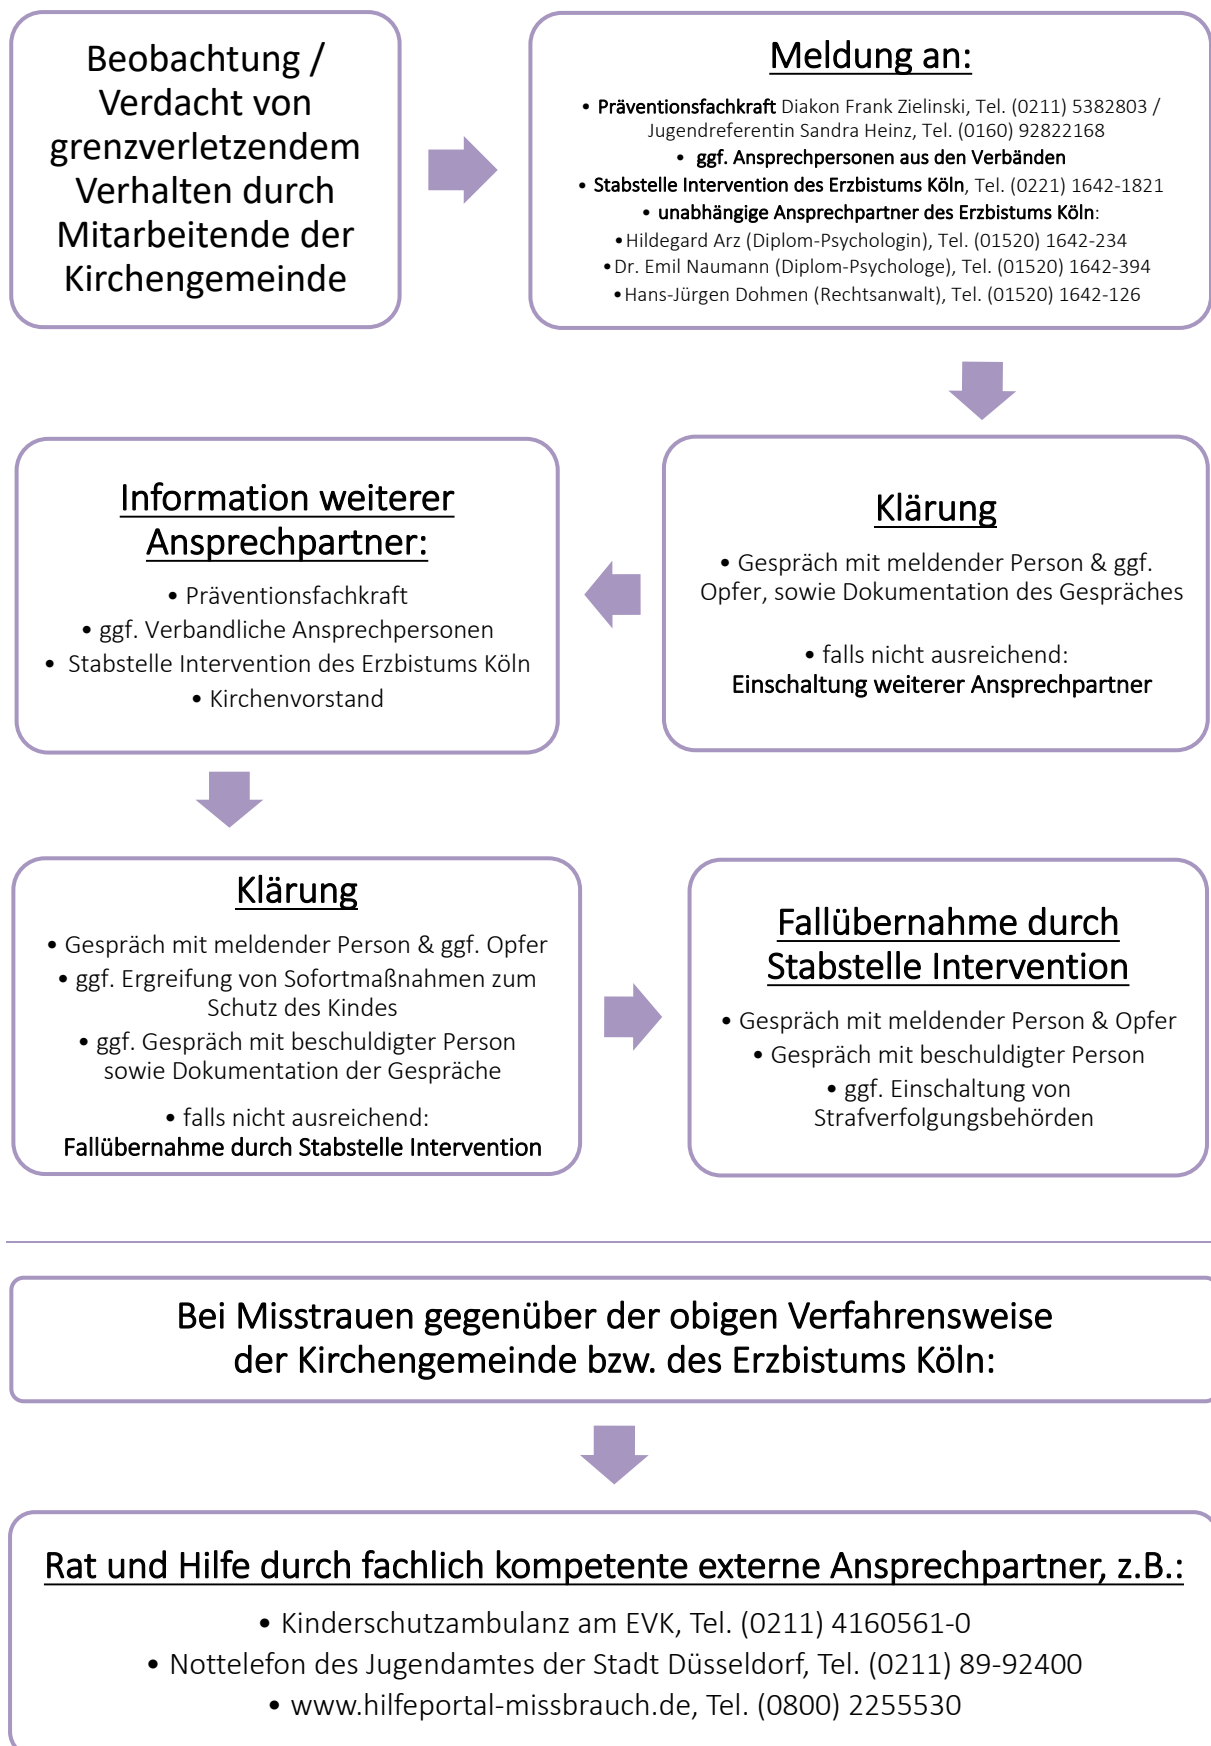 Beobachtung /
Verdacht von
grenzverletzendem
Verhalten durch
Mitarbeitende der
Kirchengemeinde
Meldung an:
• Präventionsfachkraft Diakon Frank Zielinski, Tel. (0211) 5382803 /
Jugendreferentin Sandra Heinz, Tel. (0160) 92822168
• ggf. Ansprechpersonen aus den Verbänden
• Stabstelle Intervention des Erzbistums Köln, Tel. (0221) 1642-1821
• unabhängige Ansprechpartner des Erzbistums Köln:
• Hildegard Arz (Diplom-Psychologin), Tel. (01520) 1642-234
• Dr. Emil Naumann (Diplom-Psychologe), Tel. (01520) 1642-394
• Hans-Jürgen Dohmen (Rechtsanwalt), Tel. (01520) 1642-126
Klärung
• Gespräch mit meldender Person & ggf.
Opfer, sowie Dokumentation des Gespräches
• falls nicht ausreichend:
Einschaltung weiterer Ansprechpartner
Information weiterer
Ansprechpartner:
• Präventionsfachkraft
• ggf. Verbandliche Ansprechpersonen
• Stabstelle Intervention des Erzbistums Köln
• Kirchenvorstand
Klärung
• Gespräch mit meldender Person & ggf. Opfer
• ggf. Ergreifung von Sofortmaßnahmen zum
Schutz des Kindes
• ggf. Gespräch mit beschuldigter Person
sowie Dokumentation der Gespräche
• falls nicht ausreichend:
Fallübernahme durch Stabstelle Intervention
Fallübernahme durch
Stabstelle Intervention
• Gespräch mit meldender Person & Opfer
• Gespräch mit beschuldigter Person
• ggf. Einschaltung von
Strafverfolgungsbehörden
Bei Misstrauen gegenüber der obigen Verfahrensweise
der Kirchengemeinde bzw. des Erzbistums Köln:
Rat und Hilfe durch fachlich kompetente externe Ansprechpartner, z.B.:
• Kinderschutzambulanz am EVK, Tel. (0211) 4160561-0
• Nottelefon des Jugendamtes der Stadt Düsseldorf, Tel. (0211) 89-92400
• www.hilfeportal-missbrauch.de, Tel. (0800) 2255530